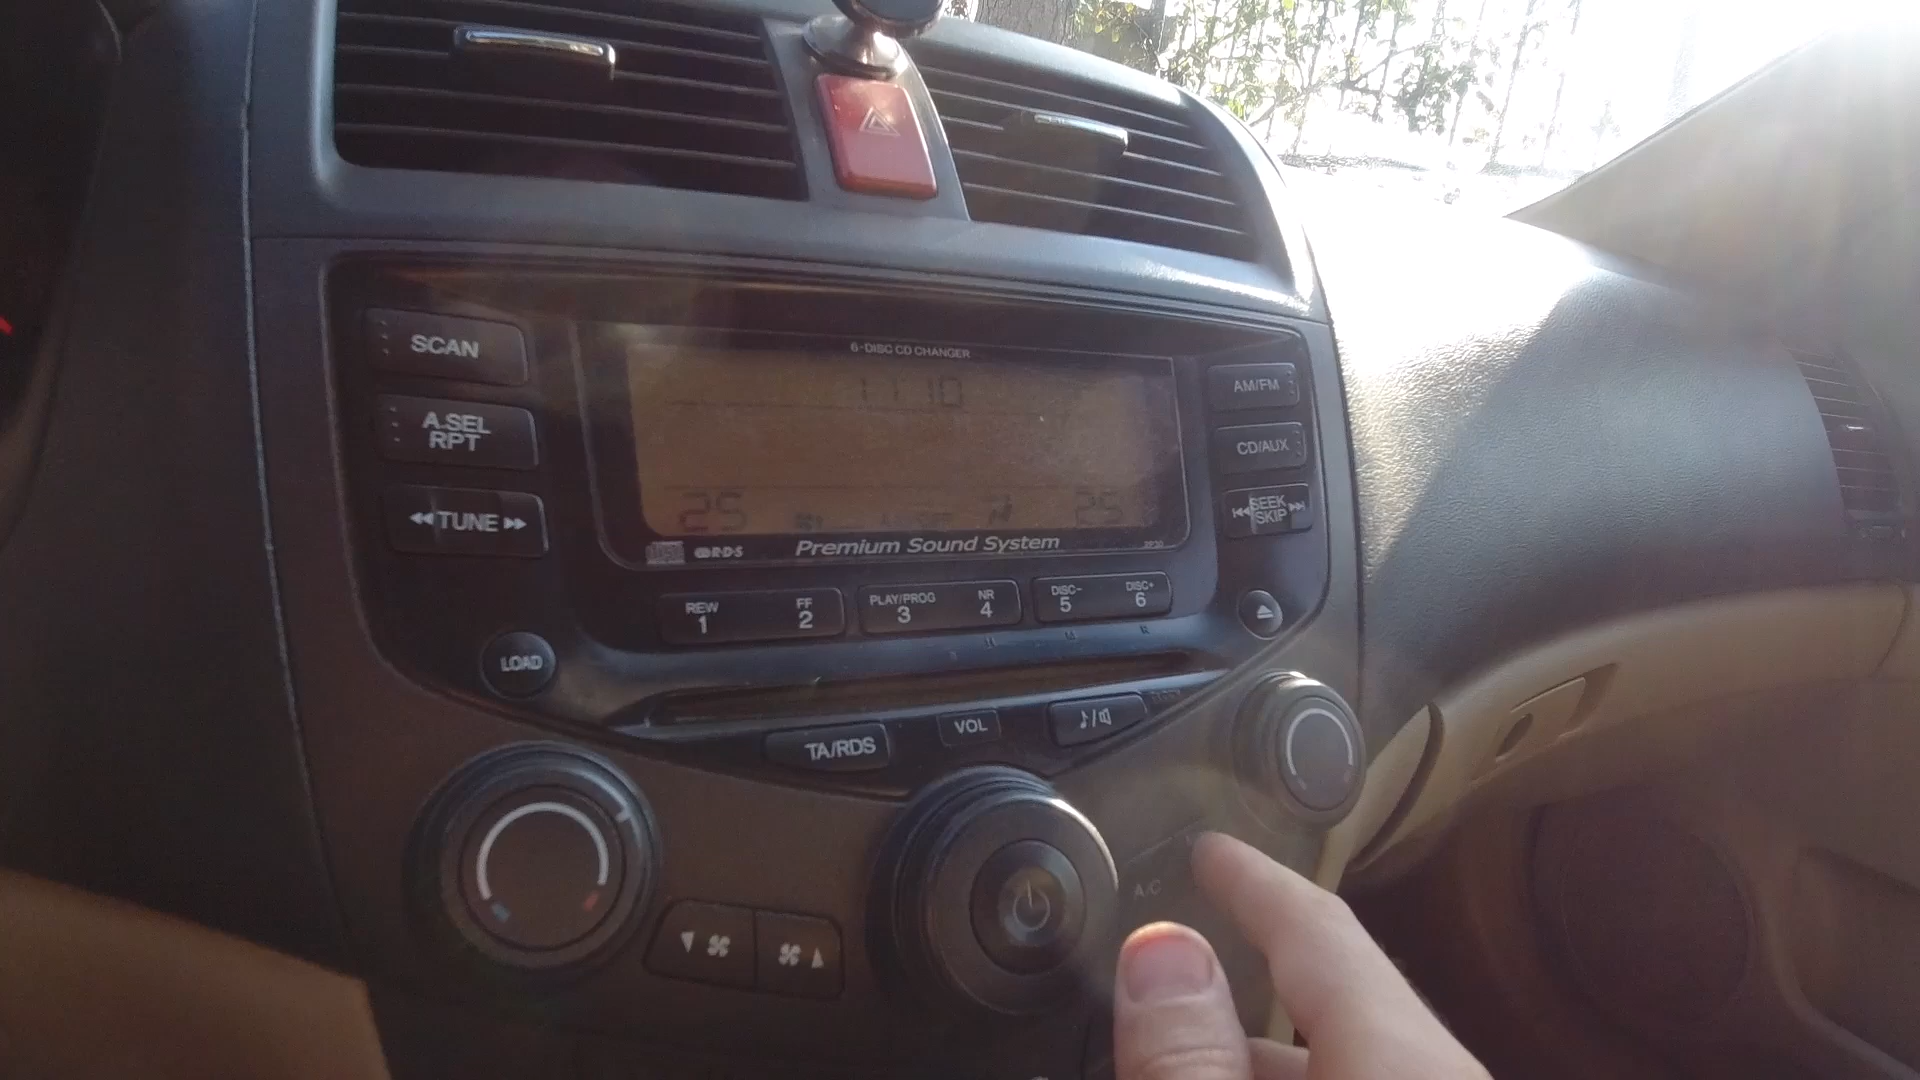 6-DISC CD CHANGER
SCAN
AM/FM
A.SEL
RPT
CD/AUX
25
25
TUNE
SEEK
SKIP
R·D·S
Premium Sound System
REW
1
FF
2
PLAY/PROG
3
NR
4
DISC-
5
DISC+
6
LOAD
TA/RDS
VOL
A/C